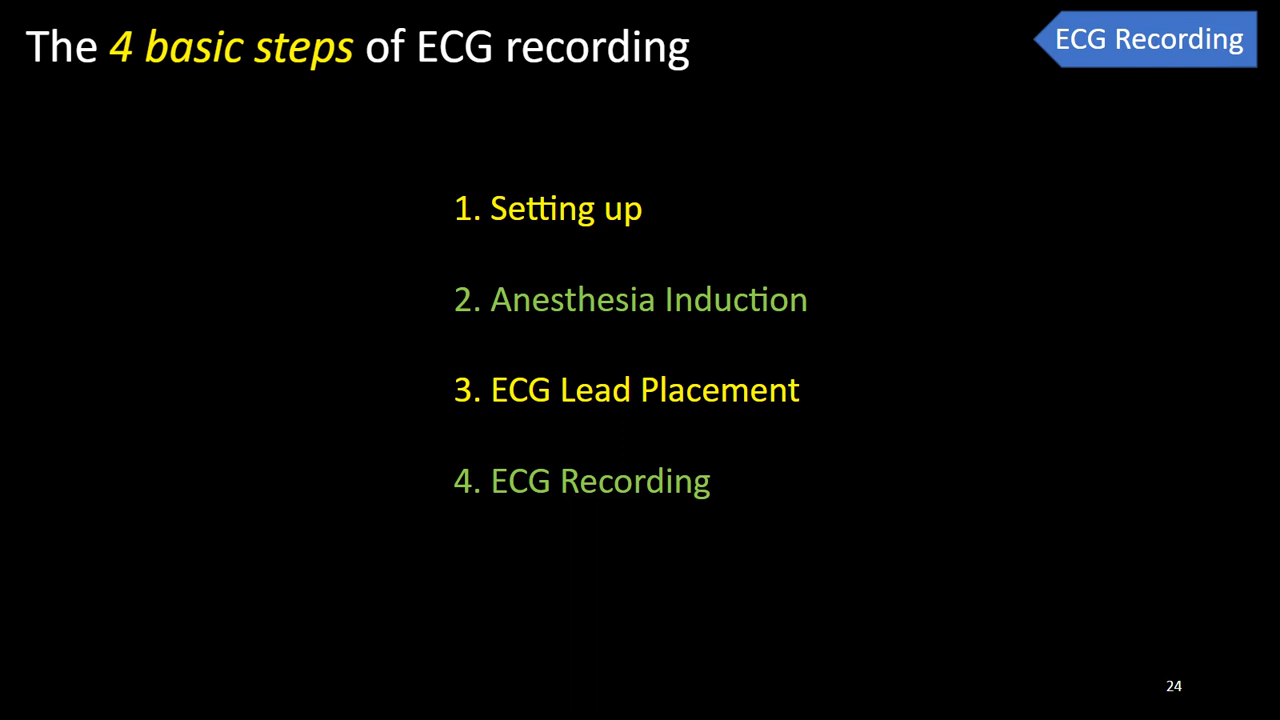 The 4 basic steps of ECG recording
ECG Recording
1. Setting up
2. Anesthesia Induction
3. ECG Lead Placement
4. ECG Recording
24